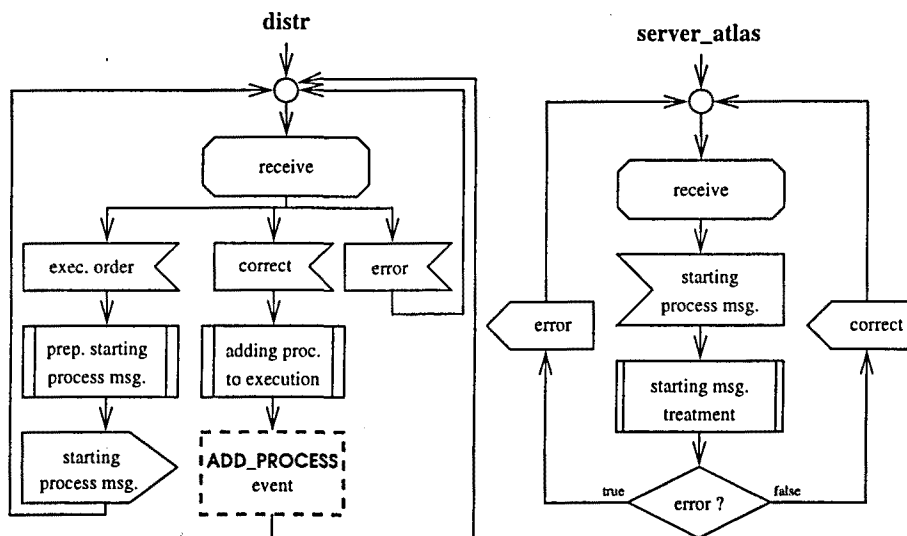 distr
receive
exec. order
correct
error
prep. starting
process msg.
adding proc.
to execution
starting
process msg.
ADD_PROCESS
event
server_atlas
receive
starting
process msg.
error
correct
starting msg.
treatment
true
error ?
false